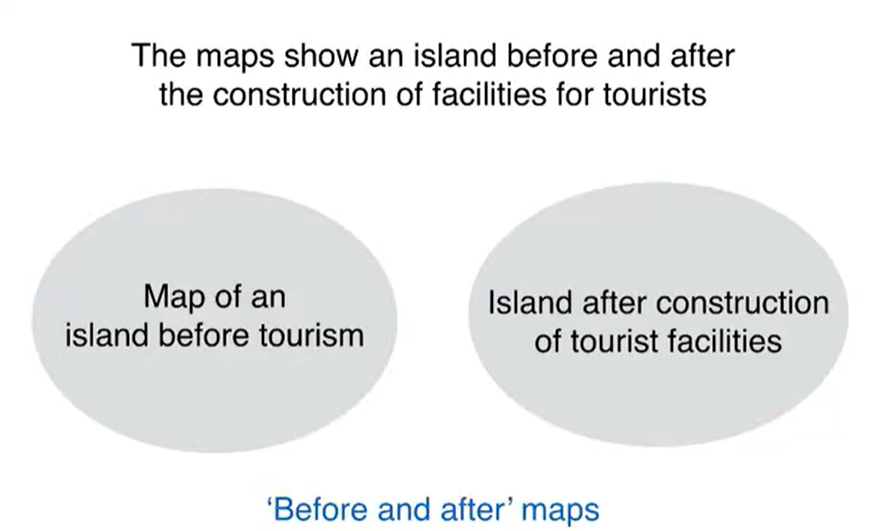 The maps show an island before and after
the construction of facilities for tourists
Map of an
island before tourism
Island after construction
of tourist facilities
‘Before and after’ maps